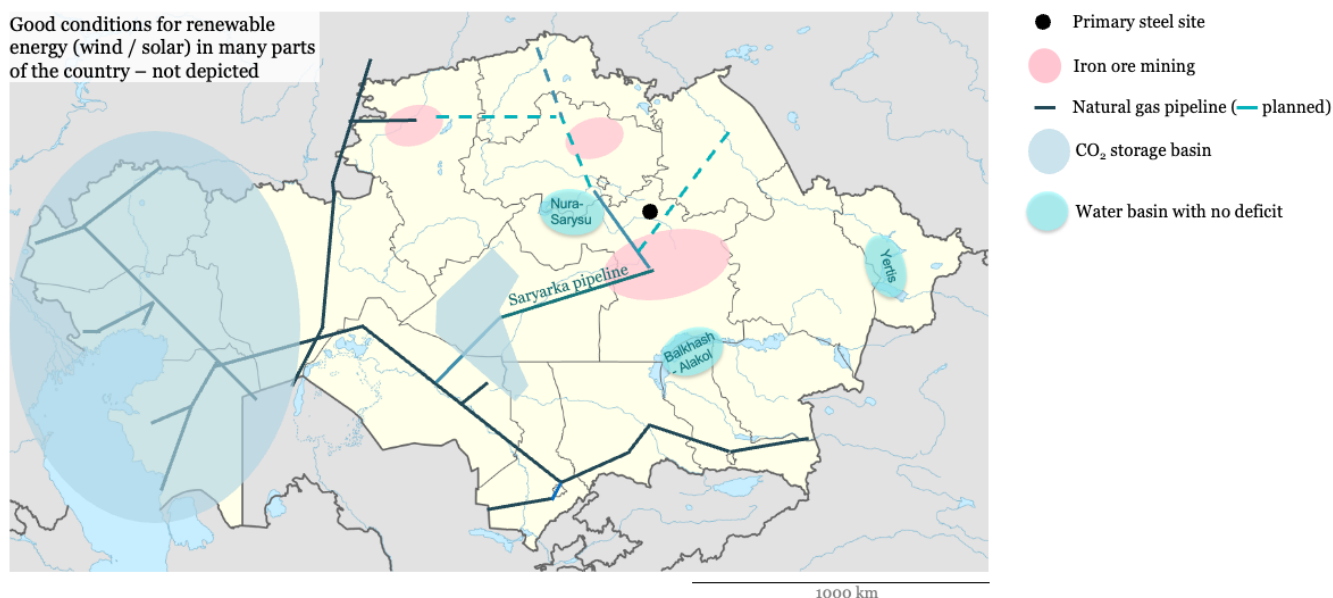 Good conditions for renewable
energy (wind / solar) in many parts
of the country – not depicted
Nura-
Sarysu
Saryarka pipeline
Yertis
Balkhash
- Alakol
Primary steel site
Iron ore mining
Natural gas pipeline ( planned)
CO₂ storage basin
Water basin with no deficit
1000 km